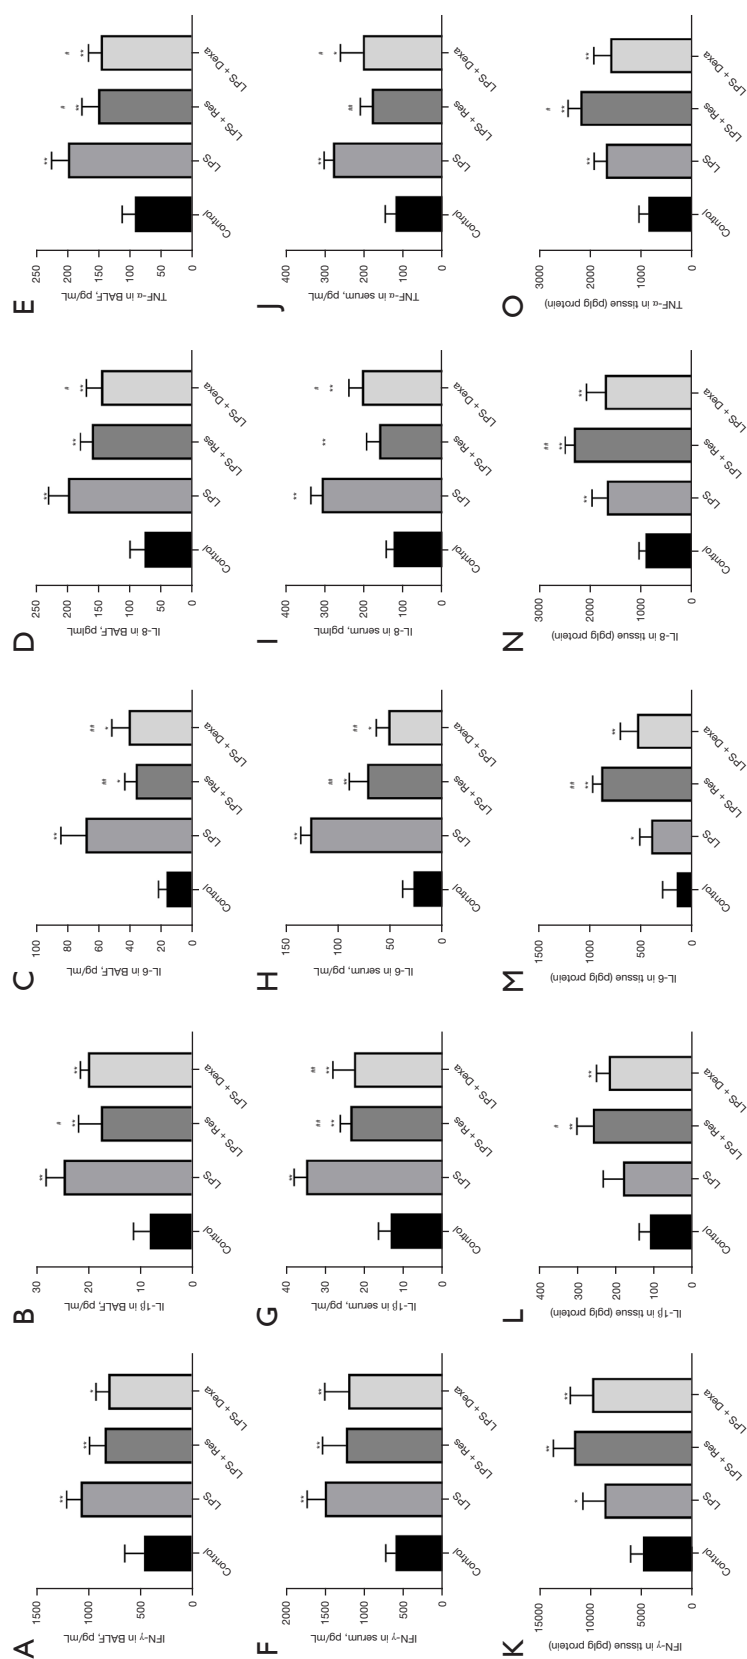 A
IFN-γ in BALF, pg/mL
1500
1000
500
0
**
**
*
Control
LPS
LPS + Res
LPS + Dexa
B
IL-1β in BALF, pg/mL
30
20
10
0
#
**
**
**
Control
LPS
LPS + Res
LPS + Dexa
C
IL-6 in BALF, pg/mL
100
80
60
40
20
0
##
##
**
*
*
Control
LPS
LPS + Res
LPS + Dexa
D
IL-8 in BALF, pglmL
250
200
150
100
50
0
#
**
**
**
Control
LPS
LPS + Res
LPS + Dexa
E
TNF-α in BALF, pg/mL
250
200
150
100
50
0
#
#
**
**
**
Control
LPS
LPS + Res
LPS + Dexa
F
IFN-γ in serum, pg/mL
2000
1500
1000
500
0
**
**
**
Control
LPS
LPS + Res
LPS + Dexa
G
IL-1β in serum, pg/mL
40
30
20
10
0
##
##
**
**
**
Control
LPS
LPS + Res
LPS + Dexa
H
IL-6 in serum, pg/mL
150
100
50
0
##
##
**
**
*
Control
LPS
LPS + Res
LPS + Dexa
I
IL-8 in serum, pglmL
400
300
200
100
0
#
**
**
**
Control
LPS
LPS + Res
LPS + Dexa
J
TNF-α in serum, pg/mL
400
300
200
100
0
#
**
##
*
Control
LPS
LPS + Res
LPS + Dexa
K
IFN-γ in tissue (pglg protein)
15000
10000
5000
0
*
**
**
Control
LPS
LPS + Res
LPS + Dexa
L
IL-1β in tissue (pglg protein)
400
300
200
100
0
#
**
**
Control
LPS
LPS + Res
LPS + Dexa
M
IL-6 in tissue (pglg protein)
1500
1000
500
0
##
*
**
**
Control
LPS
LPS + Res
LPS + Dexa
N
IL-8 in tissue (pglg protein)
3000
2000
1000
0
##
**
**
**
Control
LPS
LPS + Res
LPS + Dexa
O
TNF-α in tissue (pglg protein)
3000
2000
1000
0
#
**
**
**
Control
LPS
LPS + Res
LPS + Dexa